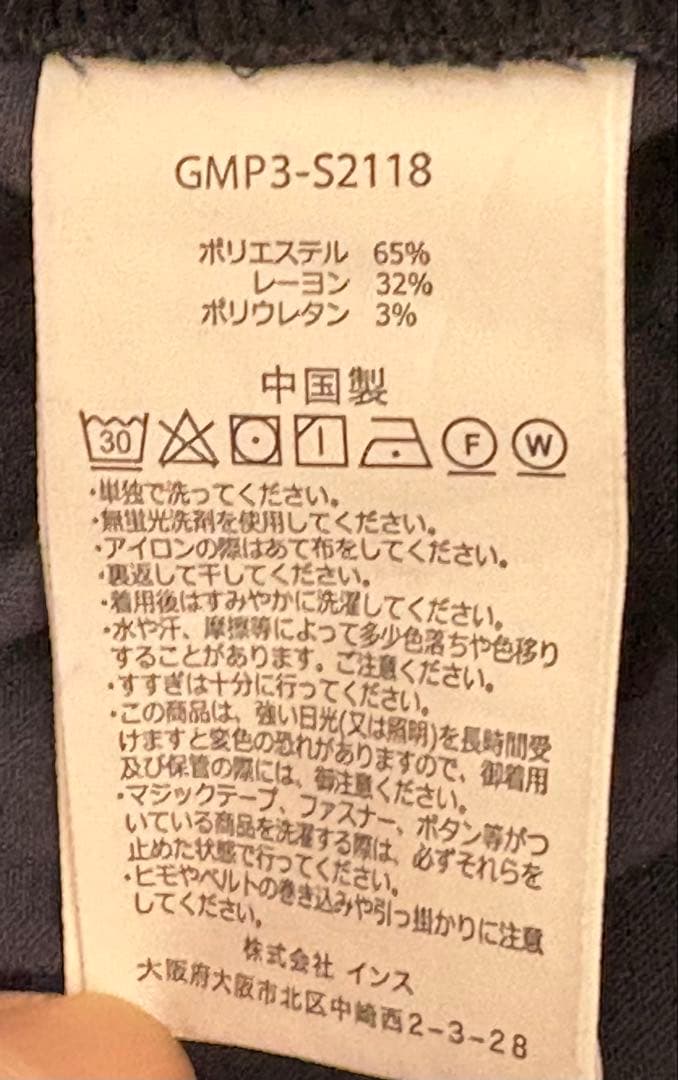 GMP3-S2118
ポリエステル 65%
レーヨン 32%
ポリウレタン 3%
中国製
30 F W
・単独で洗ってください。
・無蛍光洗剤を使用してください。
・アイロンの際はあて布をしてください。
・裏返して干してください。
・着用後はすみやかに洗濯してください。
・水や汗、摩擦等によって多少色落ちや色移り
することがあります。ご注意ください。
・すすぎは十分に行ってください。
・この商品は、強い日光(又は照明)を長時間受
けますと変色の恐れがありますので、御着用
及び保管の際には、御注意ください。
・マジックテープ、ファスナー、ボタン等がつ
いている商品を洗濯する際は、必ずそれらを
止めた状態で行ってください。
・ヒモやベルトの巻き込みや引っ掛かりに注意
してください。
株式会社 インス
大阪府大阪市北区中崎西2-3-28